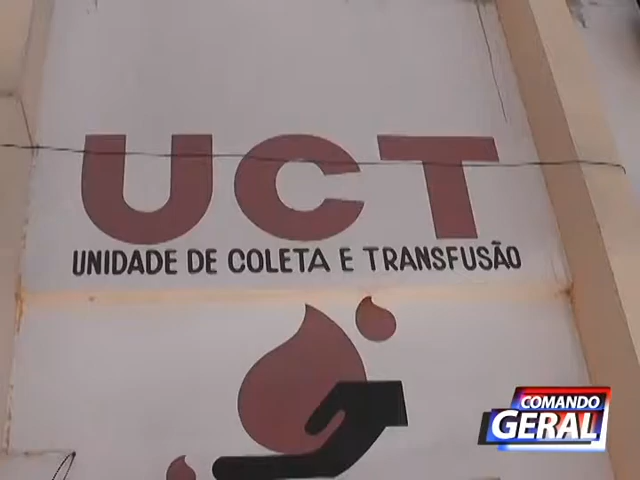 UCT
UNIDADE DE COLETA E TRANSFUSÃO
COMANDO
GERAL